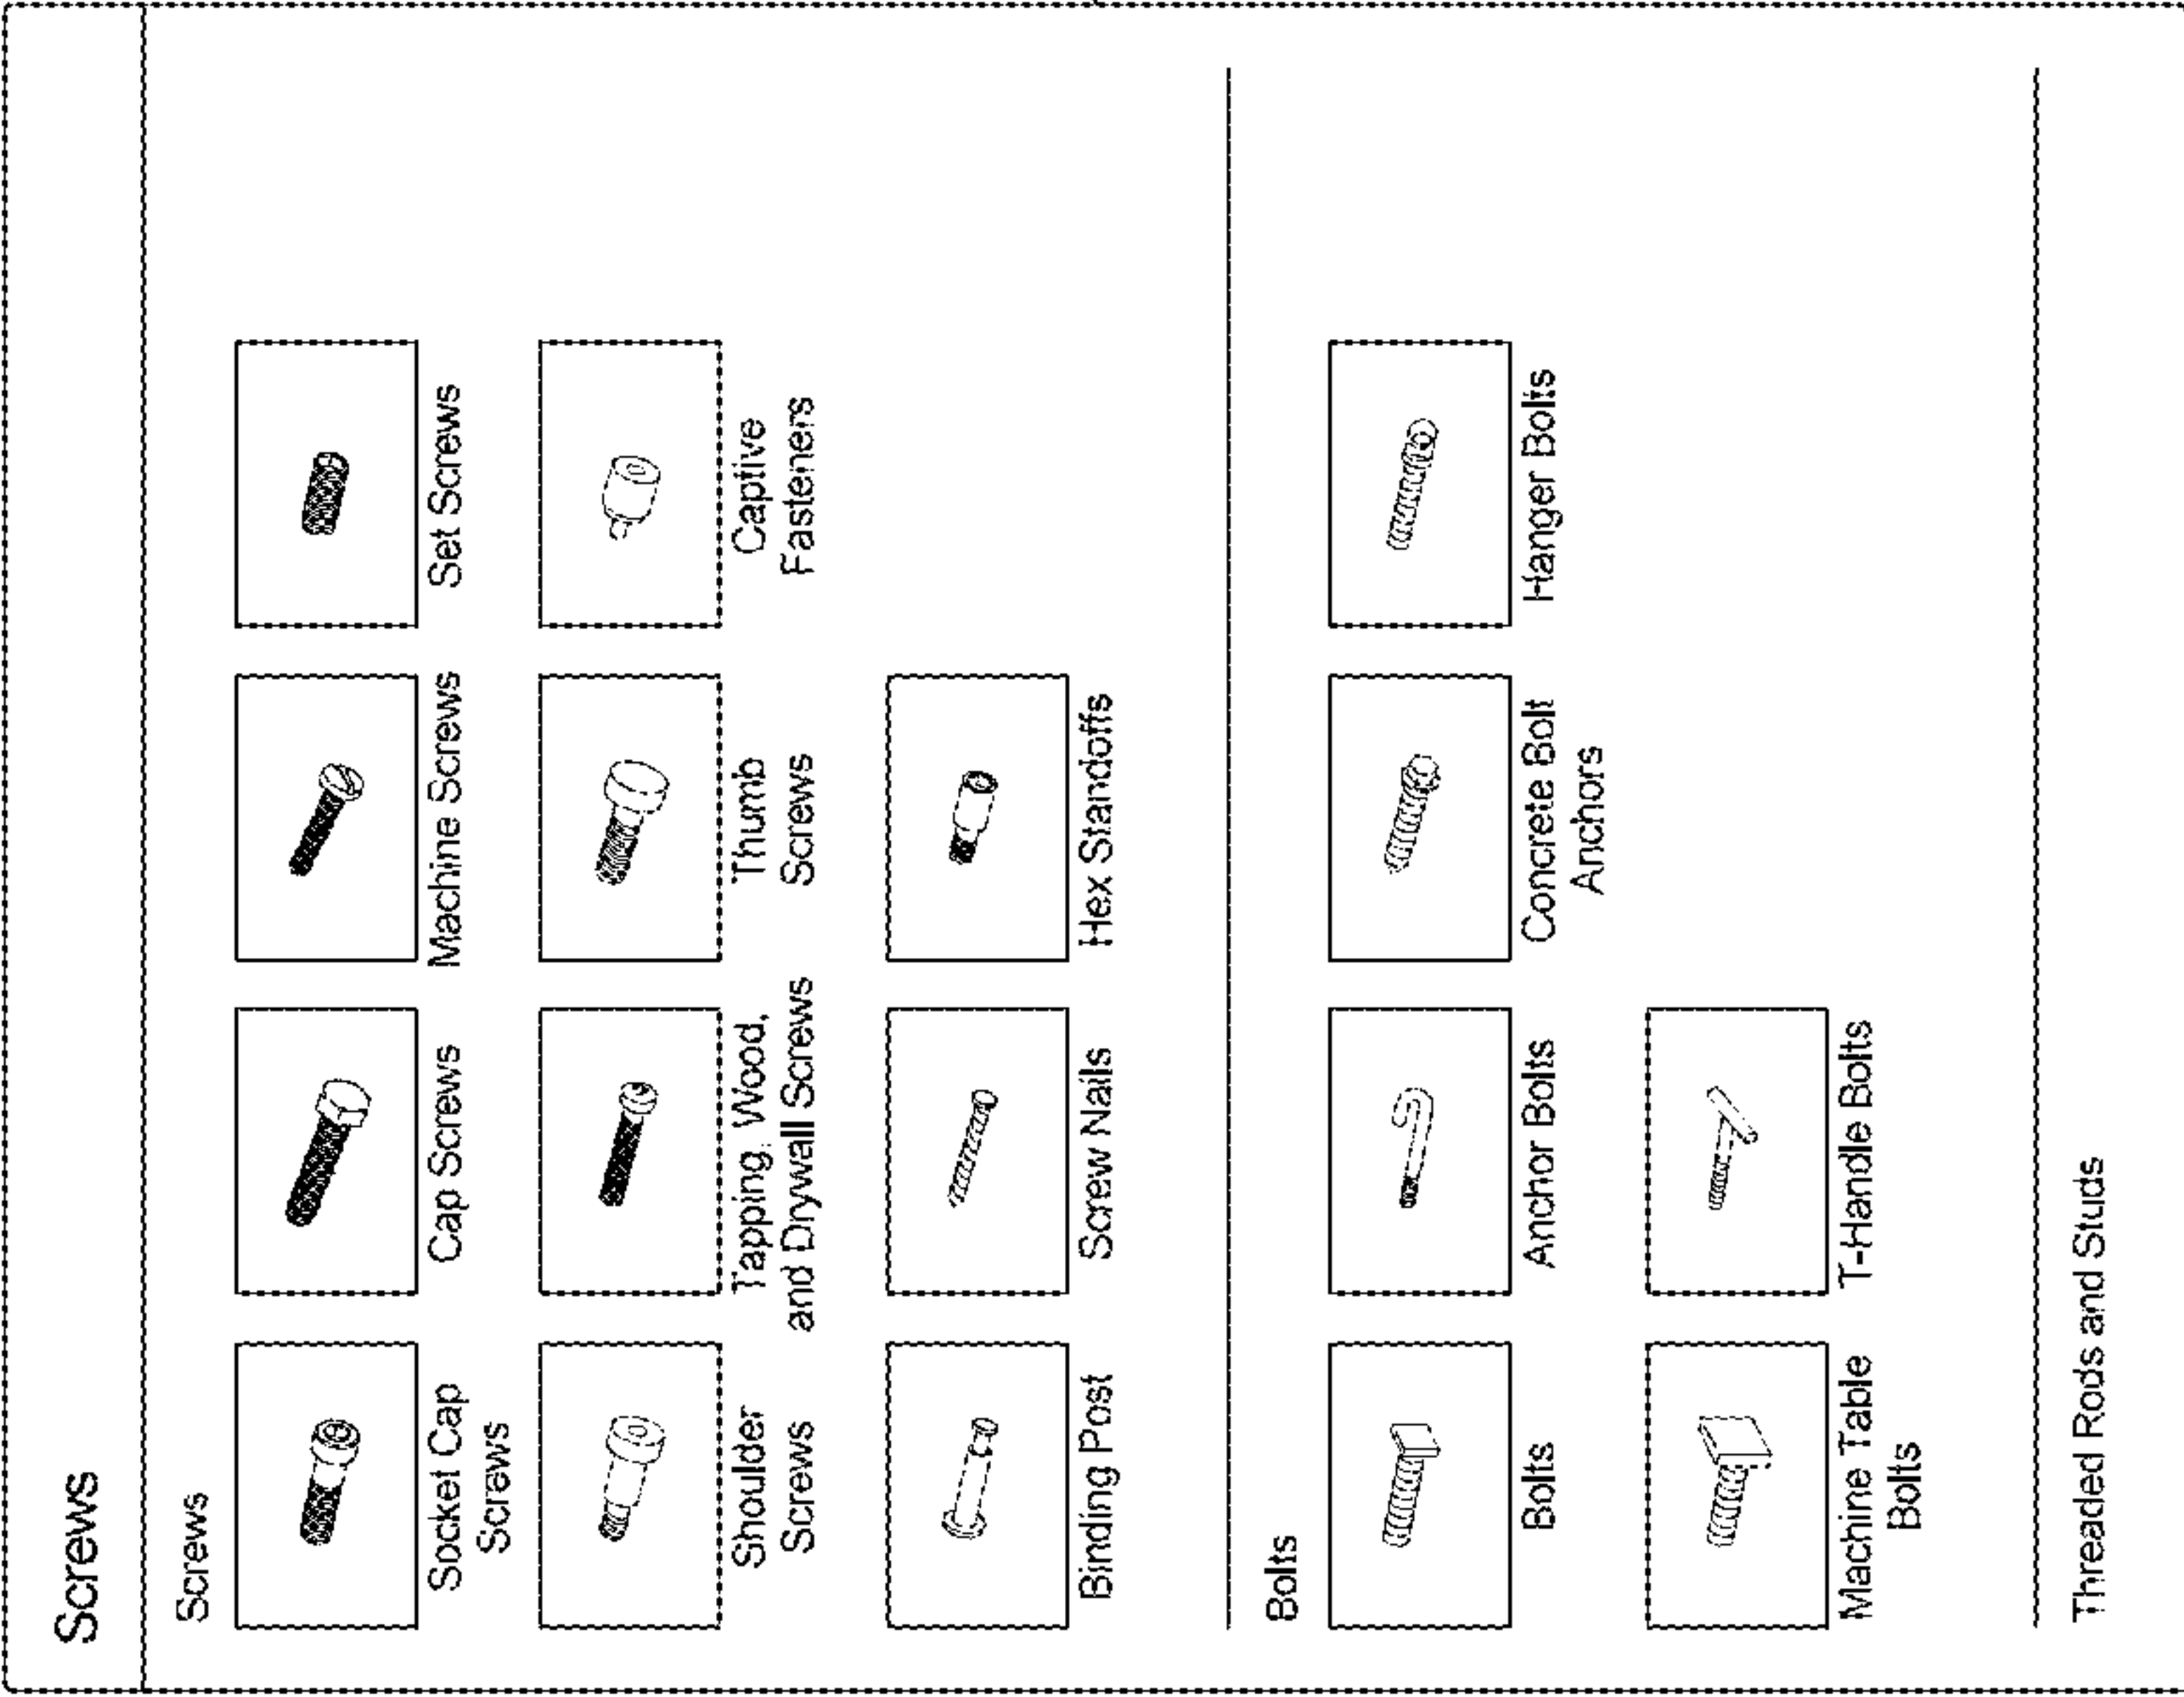 Screws
Screws
Socket Cap
Screws
Cap Screws
Machine Screws
Set Screws
Shoulder
Screws
Tapping, Wood,
and Drywall Screws
Thumb
Screws
Captive
Fasteners
Binding Post
Screw Nails
Hex Standoffs
Bolts
Bolts
Anchor Bolts
Concrete Bolt
Anchors
Hanger Bolts
Machine Table
Bolts
T-Handle Bolts
Threaded Rods and Studs